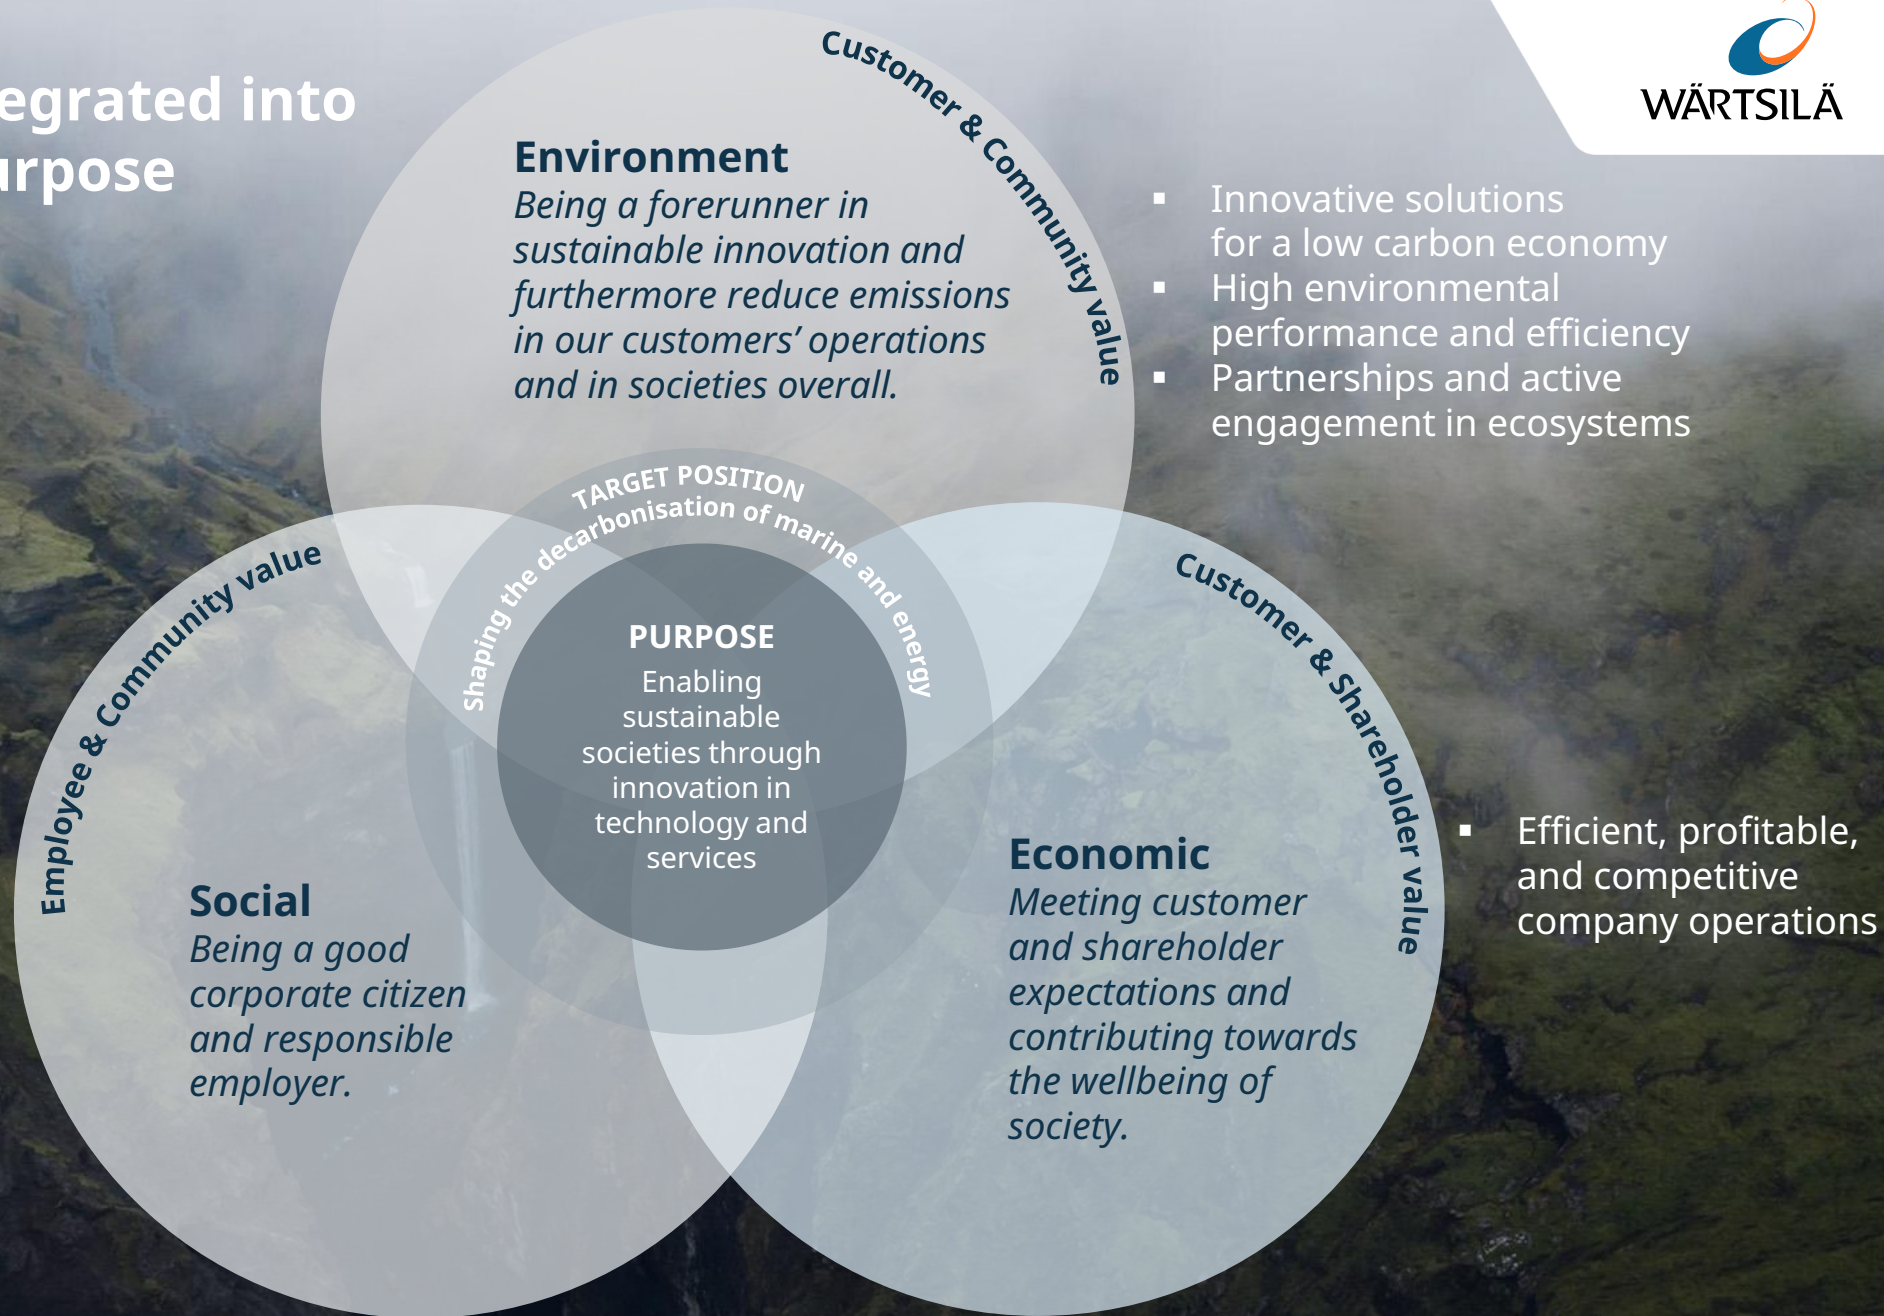 egrated into
urpose
WÄRTSILÄ
Customer & Community value
Environment
Being a forerunner in
sustainable innovation and
furthermore reduce emissions
in our customers’ operations
and in societies overall.
▪ Innovative solutions
for a low carbon economy
▪ High environmental
performance and efficiency
▪ Partnerships and active
engagement in ecosystems
TARGET POSITION
Shaping the decarbonisation of marine and energy
PURPOSE
Enabling
sustainable
societies through
innovation in
technology and
services
Employee & Community value
Social
Being a good
corporate citizen
and responsible
employer.
Customer & Shareholder value
Economic
Meeting customer
and shareholder
expectations and
contributing towards
the wellbeing of
society.
▪ Efficient, profitable,
and competitive
company operations